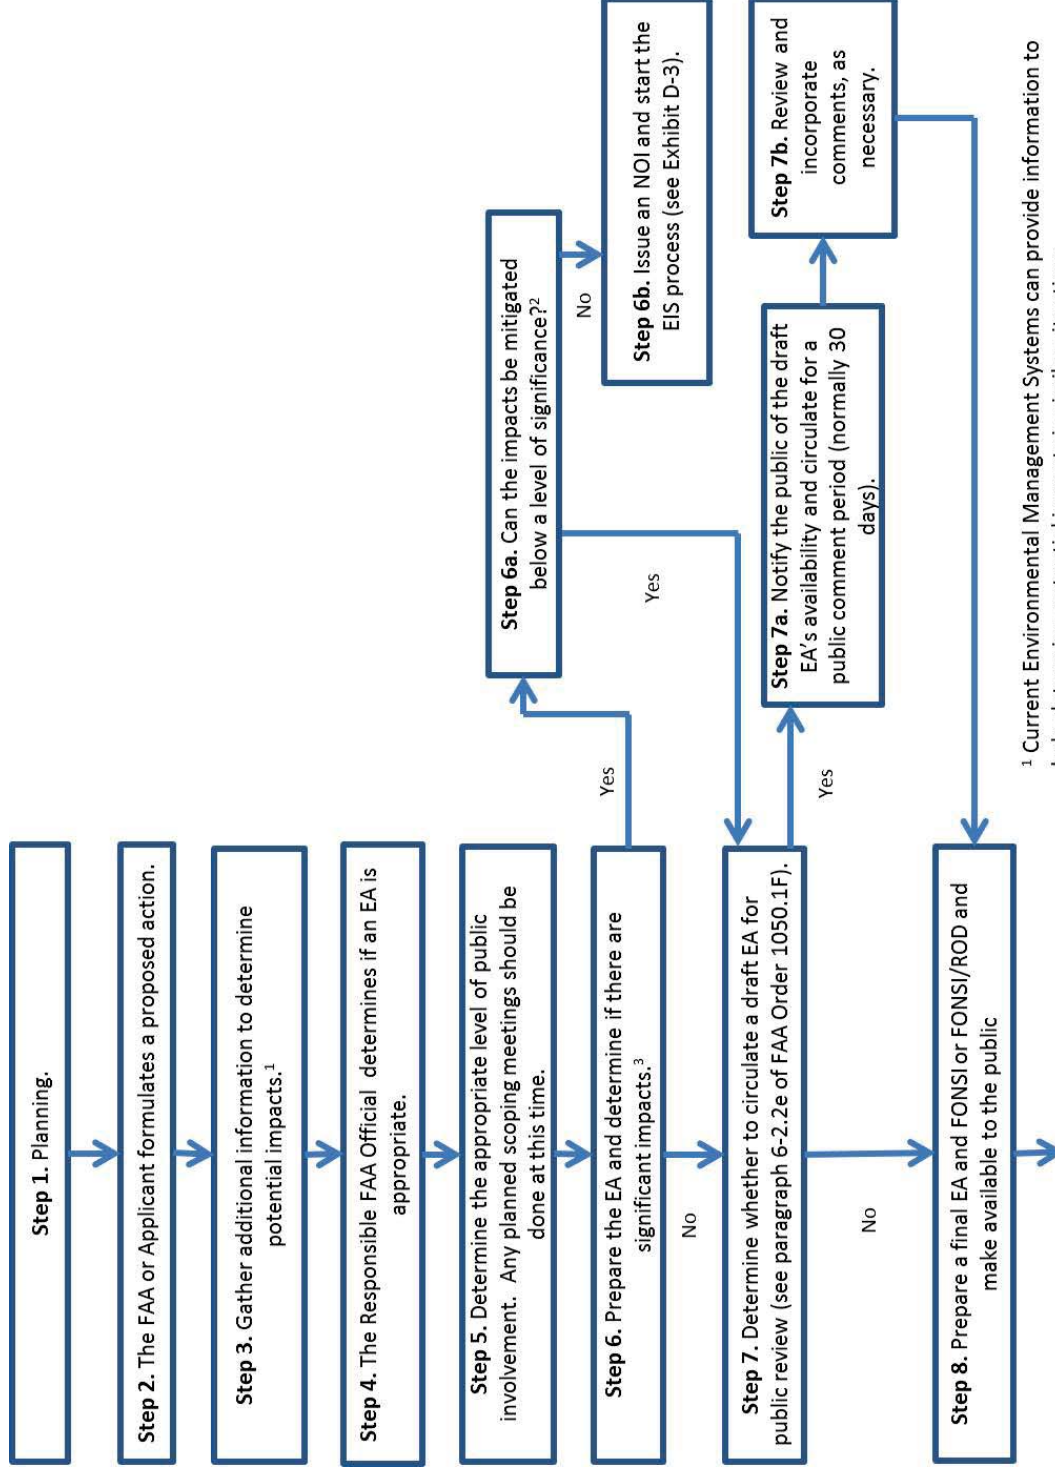 Step 1. Planning.
Step 2. The FAA or Applicant formulates a proposed action.
Step 3. Gather additional information to determine
potential impacts.¹
Step 4. The Responsible FAA Official determines if an EA is
appropriate.
Step 5. Determine the appropriate level of public
involvement. Any planned scoping meetings should be
done at this time.
Step 6. Prepare the EA and determine if there are
significant impacts.³
Yes
Step 6a. Can the impacts be mitigated
below a level of significance?²
No
Step 6b. Issue an NOI and start the
EIS process (see Exhibit D-3).
Yes
No
Step 7. Determine whether to circulate a draft EA for
public review (see paragraph 6-2.2e of FAA Order 1050.1F).
Yes
Step 7a. Notify the public of the draft
EA's availability and circulate for a
public comment period (normally 30
days).
Step 7b. Review and
incorporate
comments, as
necessary.
No
Step 8. Prepare a final EA and FONSI or FONSI/ROD and
make available to the public
¹ Current Environmental Management Systems can provide information to